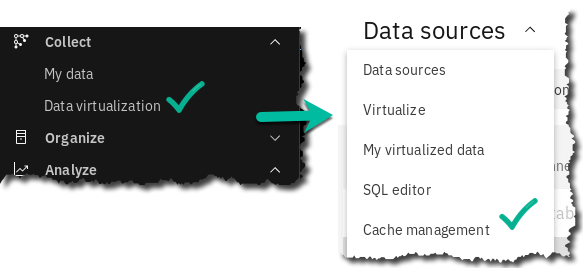 Collect
My data
Data virtualization
Organize
Analyze
Data sources
Data sources
Virtualize
My virtualized data
SQL editor
Cache management